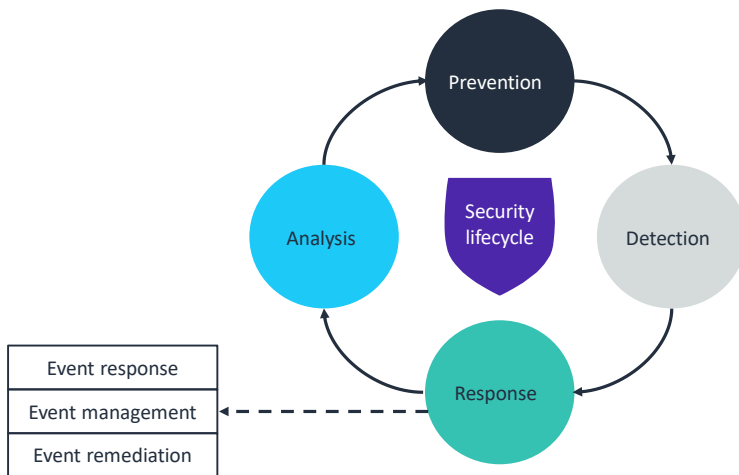 Prevention
Security
lifecycle
Analysis
Detection
Event response
Event management
Event remediation
Response